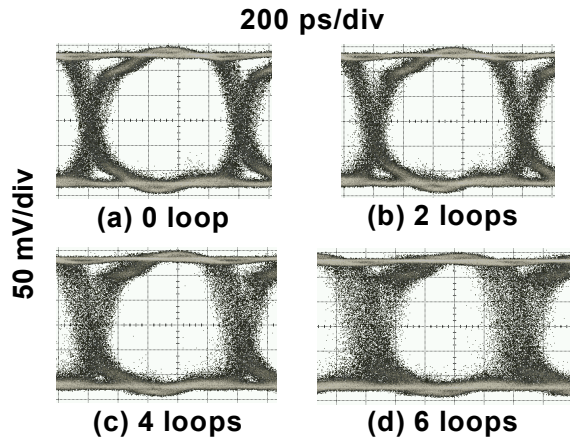 200 ps/div
50 mV/div
(a) 0 loop
(b) 2 loops
(c) 4 loops
(d) 6 loops